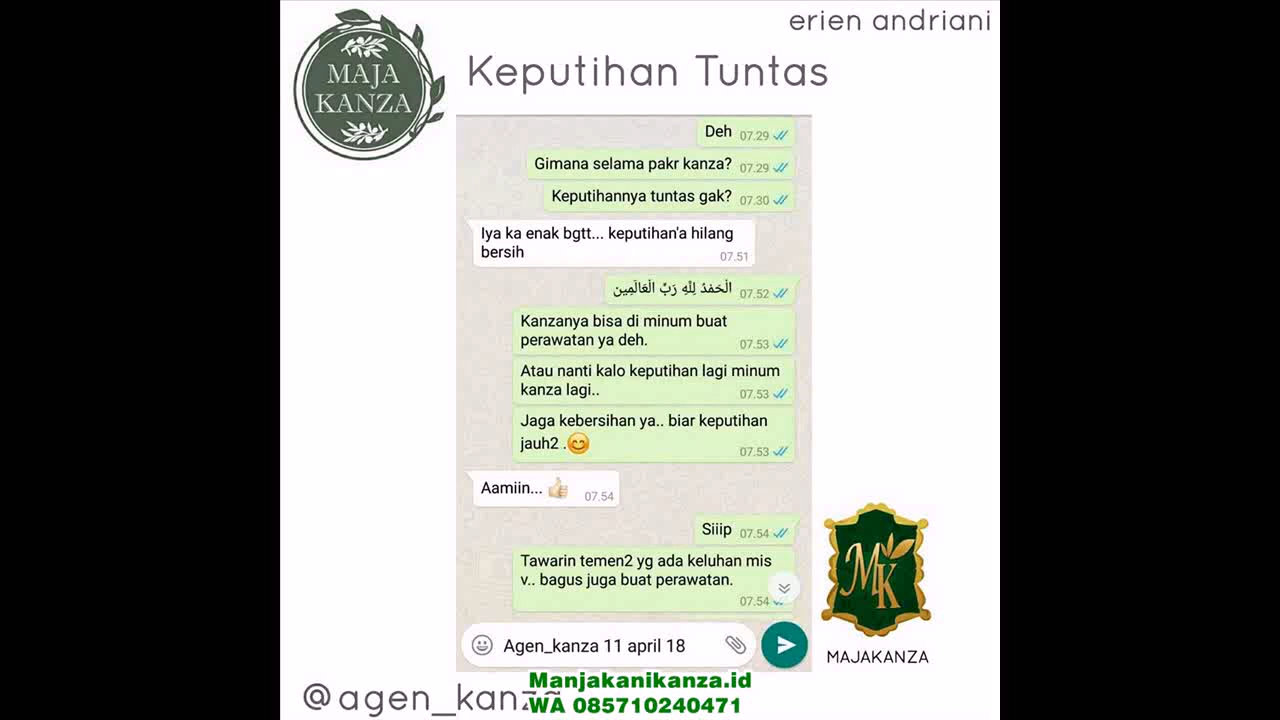 erien andriani
MAJA
KANZA
Keputihan Tuntas
Deh 07.29
Gimana selama pakr kanza? 07.29
Keputihannya tuntas gak? 07.30
Iya ka enak bgtt... keputihan'a hilang
bersih 07.51
الْحَمْدُ لِلّٰهِ رَبِّ الْعَالَمِين 07.52
Kanzanya bisa di minum buat
perawatan ya deh. 07.53
Atau nanti kalo keputihan lagi minum
kanza lagi.. 07.53
Jaga kebersihan ya.. biar keputihan
jauh2 .😊 07.53
Aamiin... 👍🏻 07.54
Siiip 07.54
Tawarin temen2 yg ada keluhan mis
v.. bagus juga buat perawatan.
07.54
Agen_kanza 11 april 18
MK
MAJAKANZA
@agen_kanza
Manjakanikanza.id
WA 085710240471